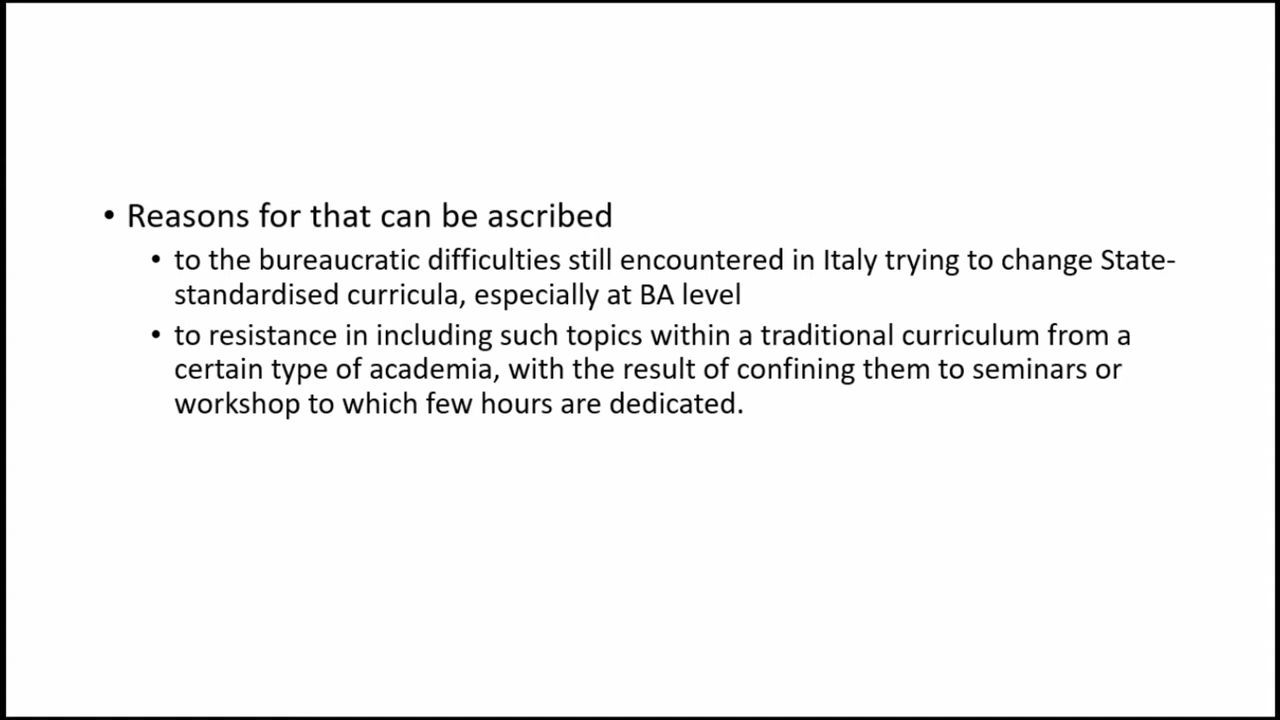 • Reasons for that can be ascribed
• to the bureaucratic difficulties still encountered in Italy trying to change State-
standardised curricula, especially at BA level
• to resistance in including such topics within a traditional curriculum from a
certain type of academia, with the result of confining them to seminars or
workshop to which few hours are dedicated.